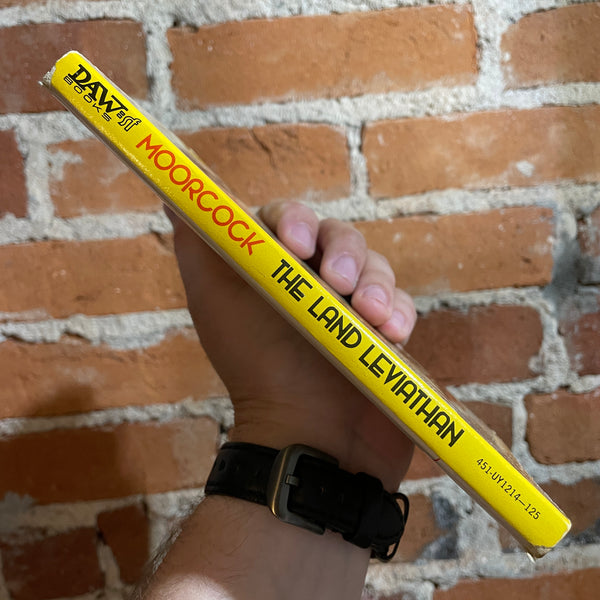 DAW
BOOKS
sf
MOORCOCK
THE LAND LEVIATHAN
451-UY1214—125